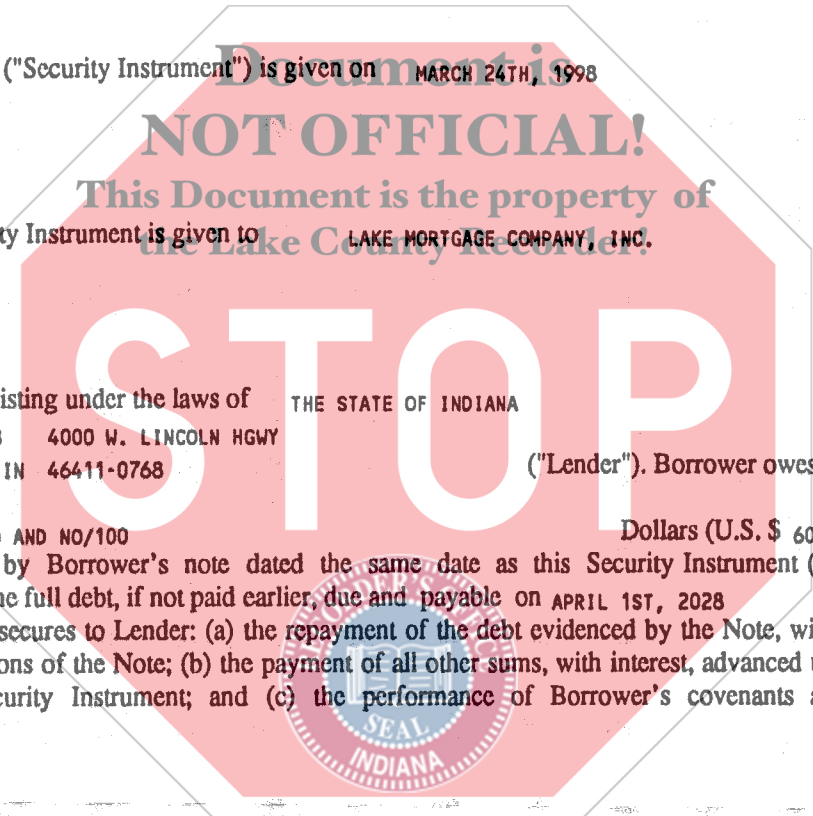 Document is
("Security Instrument") is given on MARCH 24TH, 1998
NOT OFFICIAL!
This Document is the property of
ty Instrument is given to LAKE MORTGAGE COMPANY, INC.
the Lake County Recorder!
STOP
isting under the laws of THE STATE OF INDIANA
4000 W. LINCOLN HGWY
IN 46411-0768 ("Lender"). Borrower owes
AND NO/100 Dollars (U.S. $ 60
by Borrower's note dated the same date as this Security Instrument (
he full debt, if not paid earlier, due and payable on APRIL 1ST, 2028
secures to Lender: (a) the repayment of the debt evidenced by the Note, wi
ons of the Note; (b) the payment of all other sums, with interest, advanced
curity Instrument; and (c) the performance of Borrower's covenants
SEAL
INDIANA